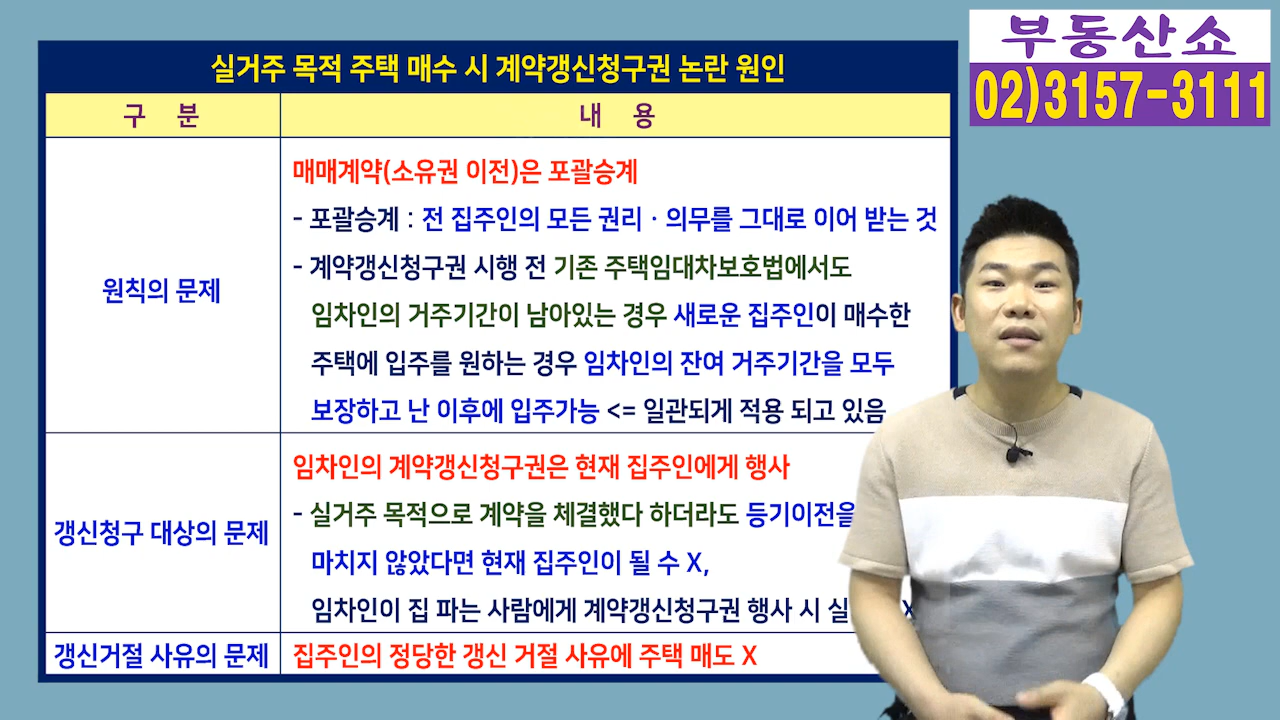 부동산쇼
02)3157-3111
실거주 목적 주택 매수 시 계약갱신청구권 논란 원인
구 분
내 용
원칙의 문제
매매계약(소유권 이전)은 포괄승계
- 포괄승계 : 전 집주인의 모든 권리 · 의무를 그대로 이어 받는 것
- 계약갱신청구권 시행 전 기존 주택임대차보호법에서도
임차인의 거주기간이 남아있는 경우 새로운 집주인이 매수한
주택에 입주를 원하는 경우 임차인의 잔여 거주기간을 모두
보장하고 난 이후에 입주가능 <= 일관되게 적용 되고 있음
갱신청구 대상의 문제
임차인의 계약갱신청구권은 현재 집주인에게 행사
- 실거주 목적으로 계약을 체결했다 하더라도 등기이전을
마치지 않았다면 현재 집주인이 될 수 X,
임차인이 집 파는 사람에게 계약갱신청구권 행사 시 X
갱신거절 사유의 문제
집주인의 정당한 갱신 거절 사유에 주택 매도 X